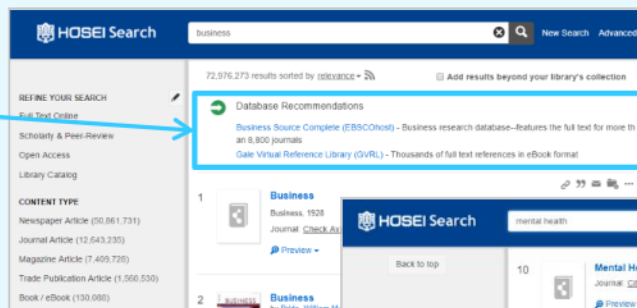 HOSEI Search
business
New Search
Advanced
72,976,273 results sorted by relevance
Add results beyond your library's collection
REFINE YOUR SEARCH
Full Text Online
Scholarly & Peer-Review
Open Access
Library Catalog
CONTENT TYPE
Newspaper Article (50,861,731)
Journal Article (12,643,235)
Magazine Article (7,409,728)
Trade Publication Article (1,560,530)
Book / eBook (130,088)
Database Recommendations
Business Source Complete (EBSCOhost) - Business research database--features the full text for more th
an 8,800 journals
Gale Virtual Reference Library (GVRL) - Thousands of full text references in eBook format
1
Business
Business, 1928
Journal: Check Av
Preview
2
BUSINESS
Business
HOSEI Search
mental health
Back to top
10
Mental He
Journal:
Preview